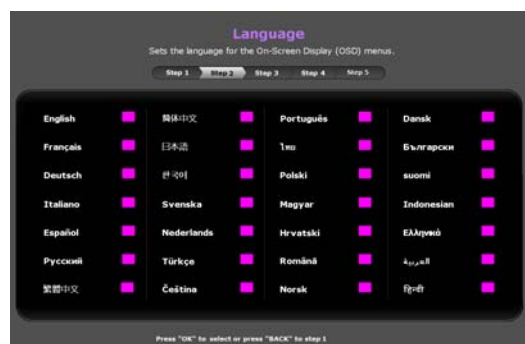 Language
Sets the language for the On-Screen Display (OSD) menus.
Step 1 Step 2 Step 3 Step 4 Step 5
English 簡体中文 Português Dansk
Français 日本語 ไทย Български
Deutsch 한국어 Polski suomi
Italiano Svenska Magyar Indonesian
Español Nederlands Hrvatski Ελληνικά
Русский Türkçe Română العربية
繁體中文 Čeština Norsk हिन्दी
Press "OK" to select or press "BACK" to step 1